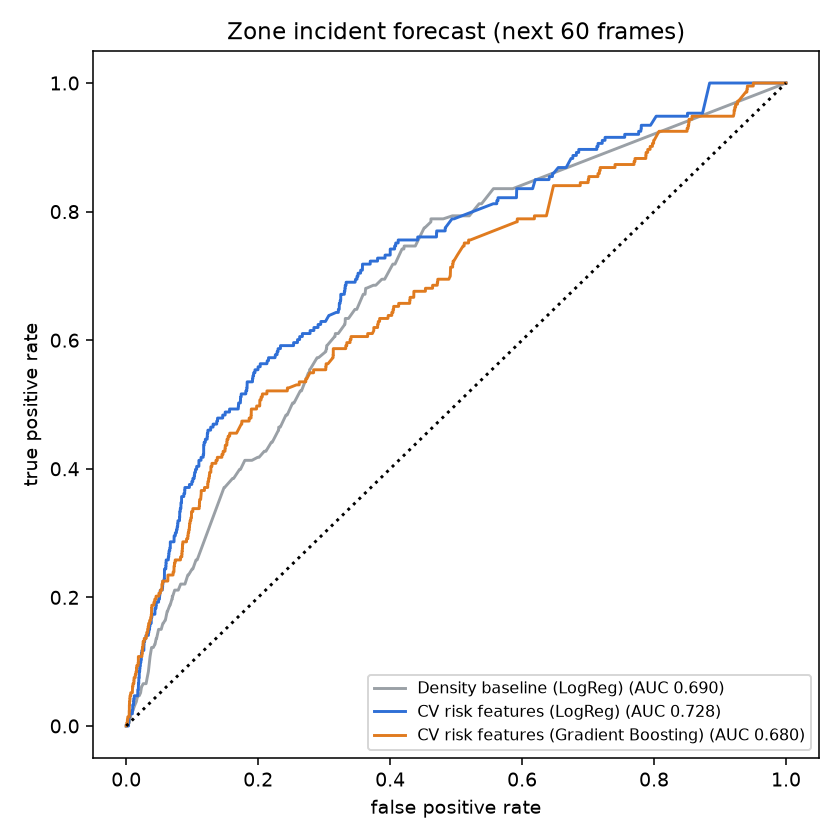 Zone incident forecast (next 60 frames)
true positive rate
1.0
0.8
0.6
0.4
0.2
0.0
Density baseline (LogReg) (AUC 0.690)
CV risk features (LogReg) (AUC 0.728)
CV risk features (Gradient Boosting) (AUC 0.680)
0.0 0.2 0.4 0.6 0.8 1.0
false positive rate